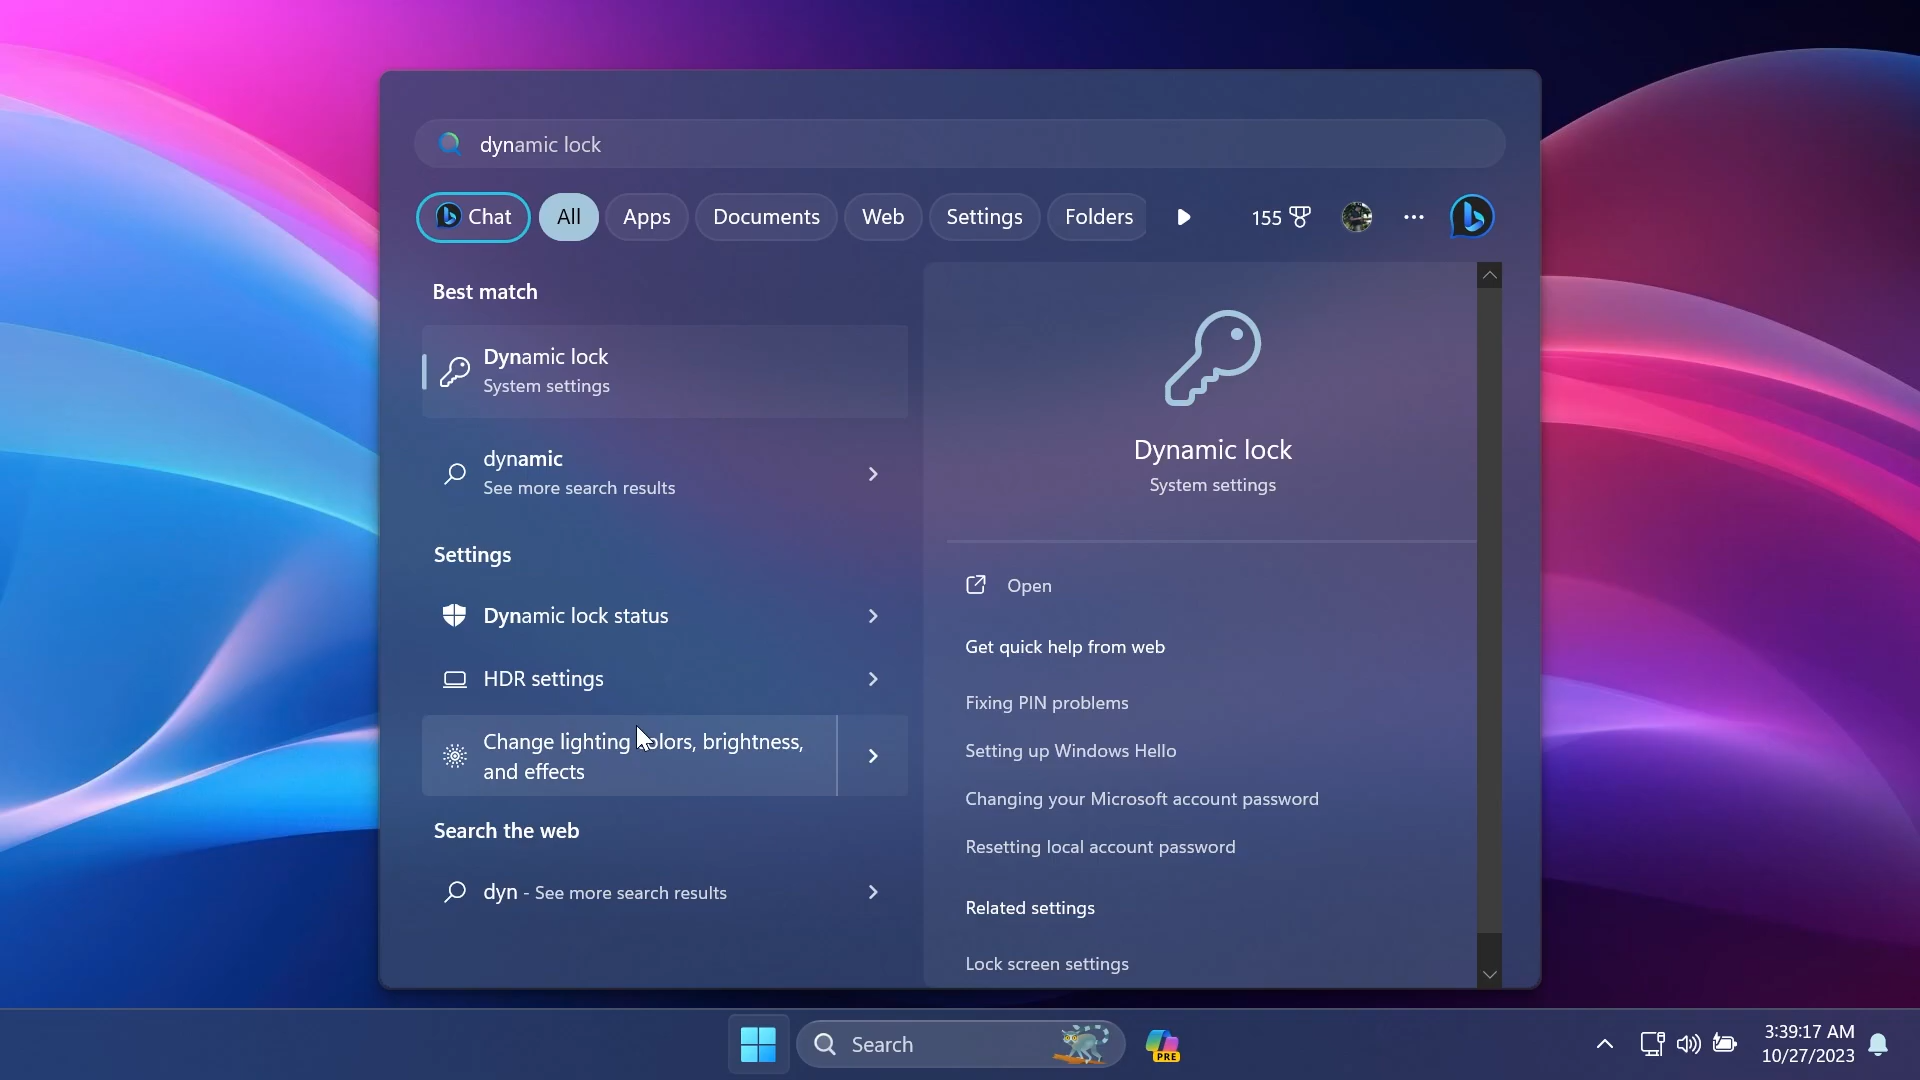 dynamic lock
Chat
All
Apps
Documents
Web
Settings
Folders
155
Best match
Dynamic lock
System settings
dynamic
See more search results
Settings
Dynamic lock status
HDR settings
Change lighting colors, brightness,
and effects
Search the web
dyn - See more search results
Dynamic lock
System settings
Open
Get quick help from web
Fixing PIN problems
Setting up Windows Hello
Changing your Microsoft account password
Resetting local account password
Related settings
Lock screen settings
Search
PRE
3:39:17 AM
10/27/2023